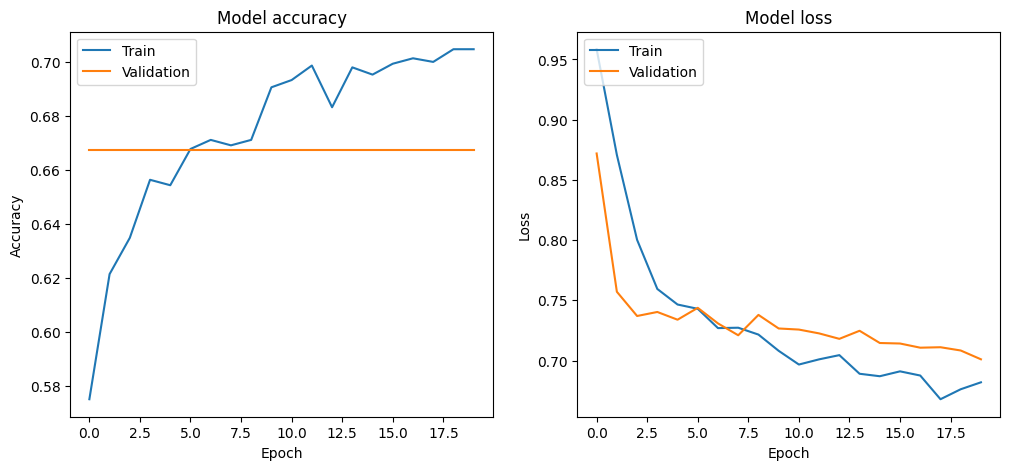 Model accuracy
Train
Validation
0.70
0.68
0.66
0.64
0.62
0.60
0.58
Accuracy
0.0 2.5 5.0 7.5 10.0 12.5 15.0 17.5
Epoch
Model loss
Train
Validation
0.95
0.90
0.85
0.80
0.75
0.70
Loss
0.0 2.5 5.0 7.5 10.0 12.5 15.0 17.5
Epoch